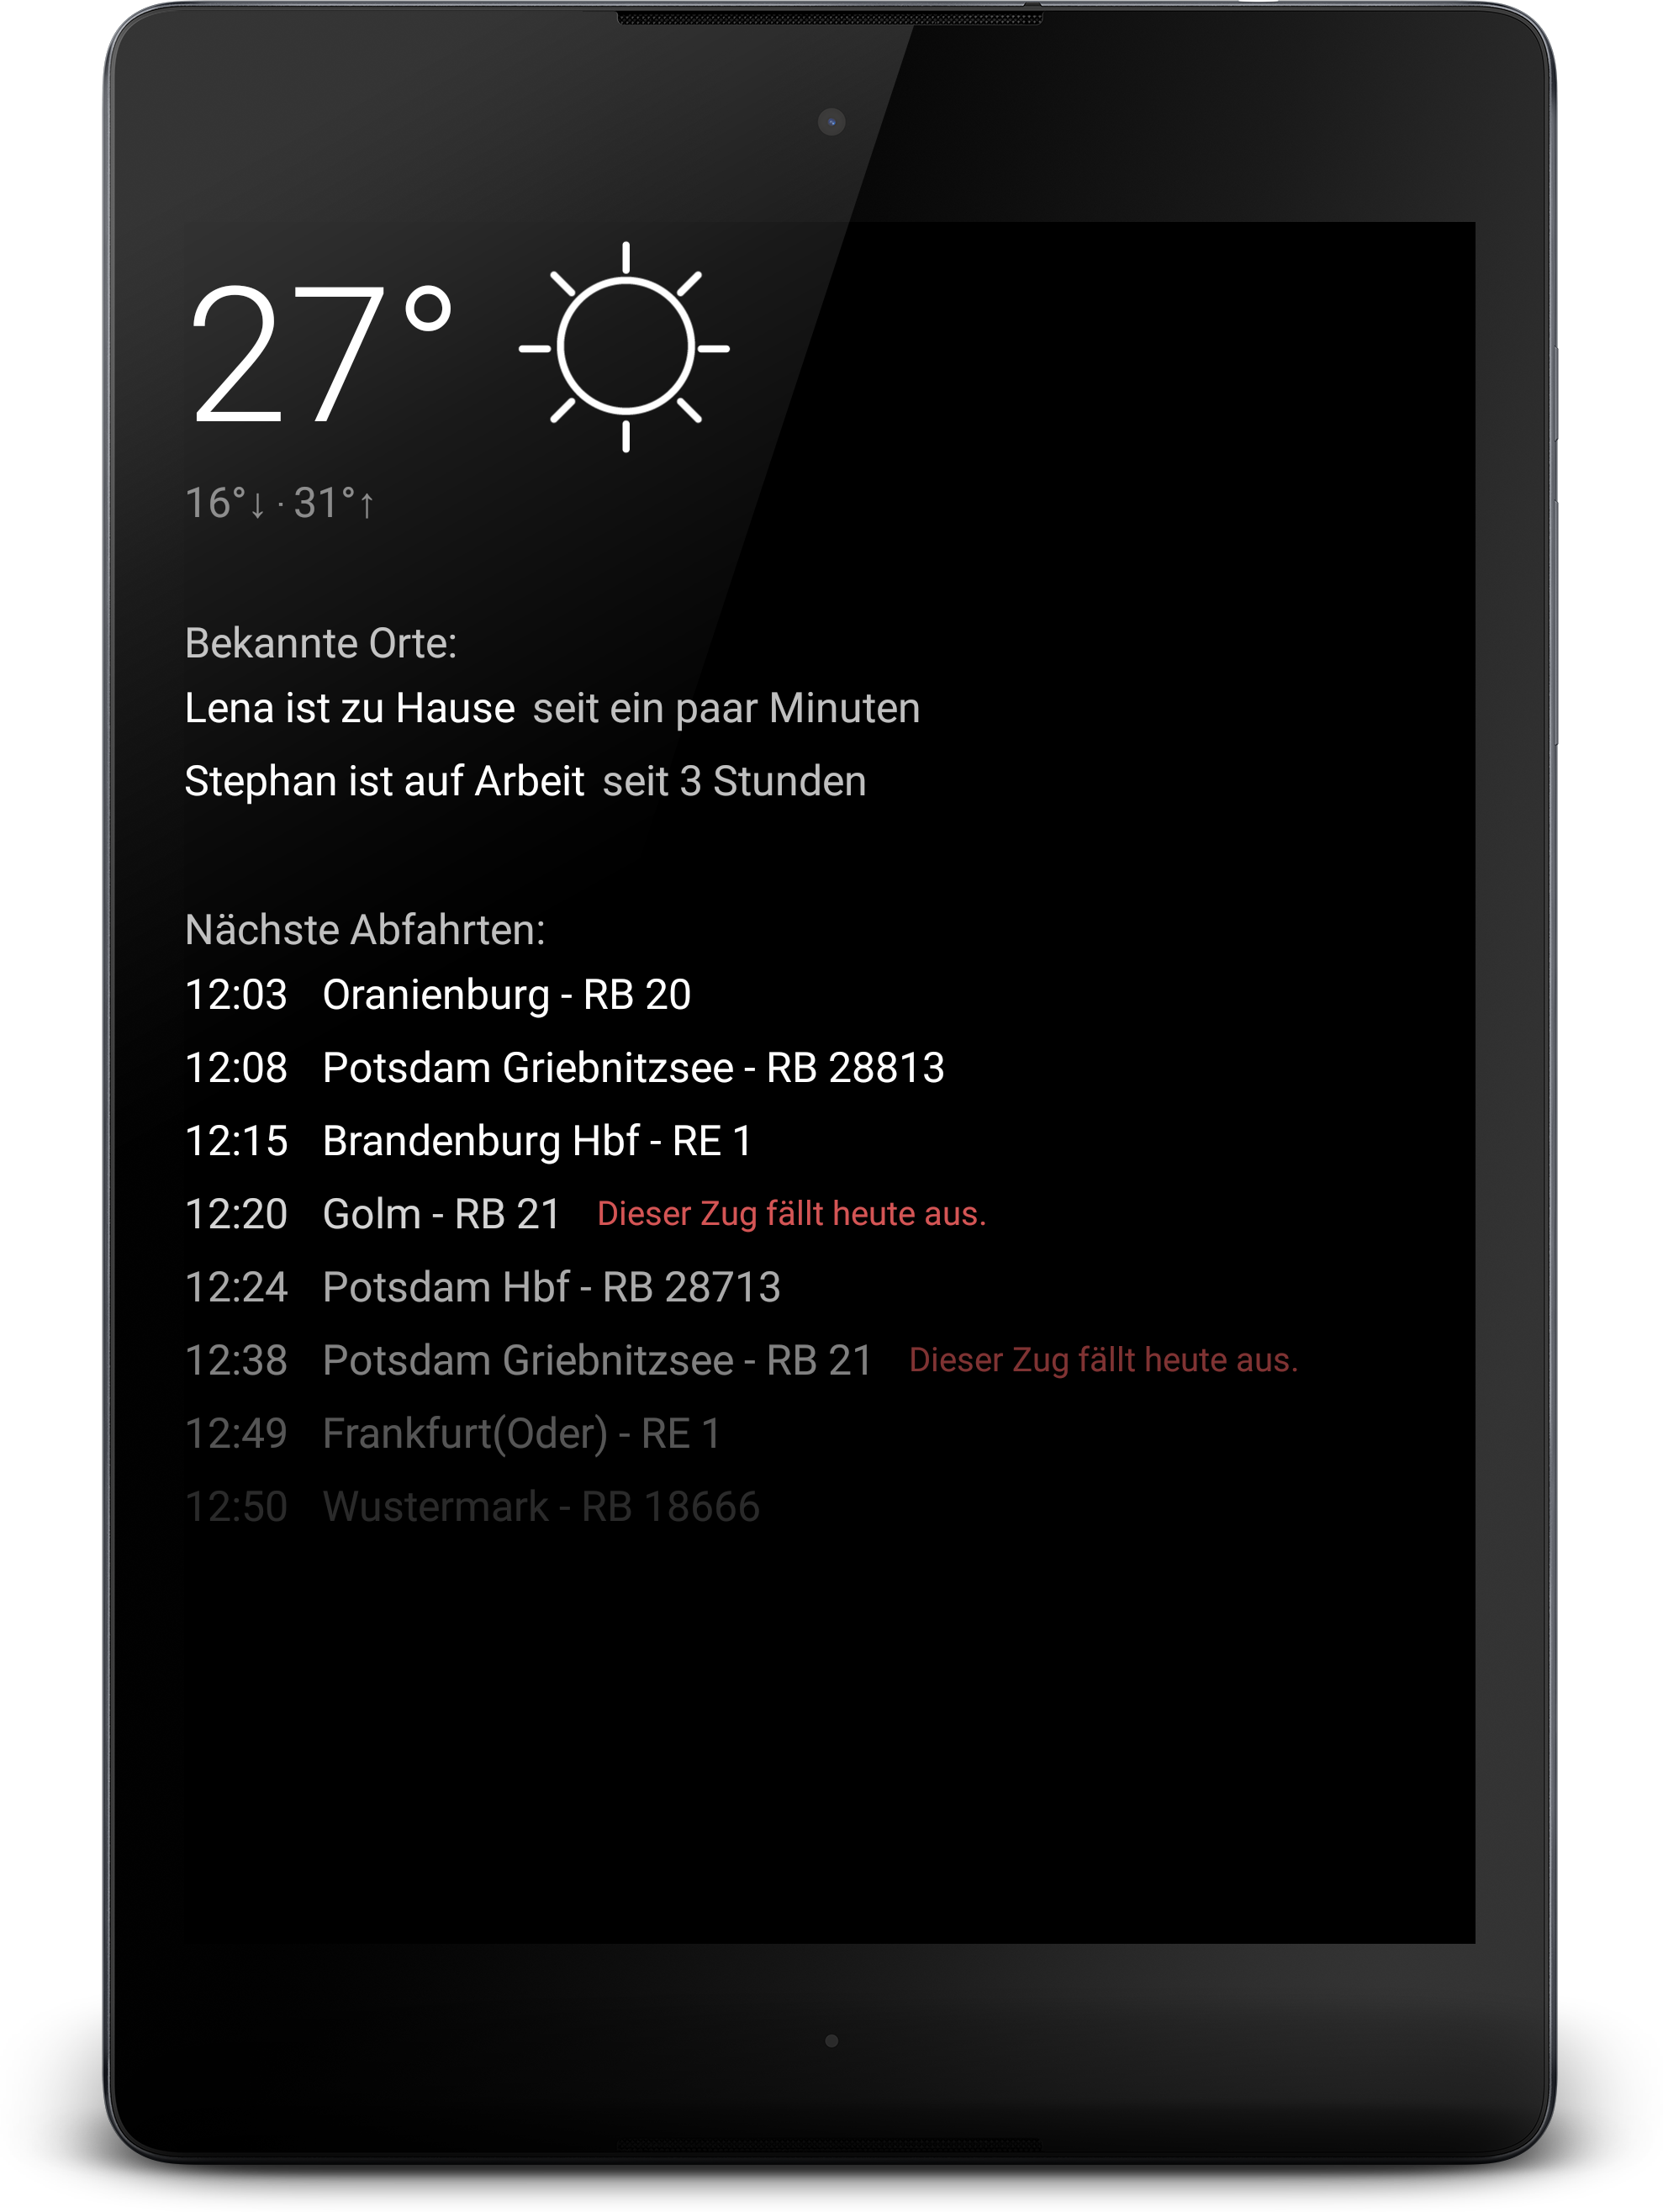 27°
16°↓ · 31°↑
Bekannte Orte:
Lena ist zu Hause seit ein paar Minuten
Stephan ist auf Arbeit seit 3 Stunden
Nächste Abfahrten:
12:03 Oranienburg - RB 20
12:08 Potsdam Griebnitzsee - RB 28813
12:15 Brandenburg Hbf - RE 1
12:20 Golm - RB 21 Dieser Zug fällt heute aus.
12:24 Potsdam Hbf - RB 28713
12:38 Potsdam Griebnitzsee - RB 21 Dieser Zug fällt heute aus.
12:49 Frankfurt(Oder) - RE 1
12:50 Wustermark - RB 18666